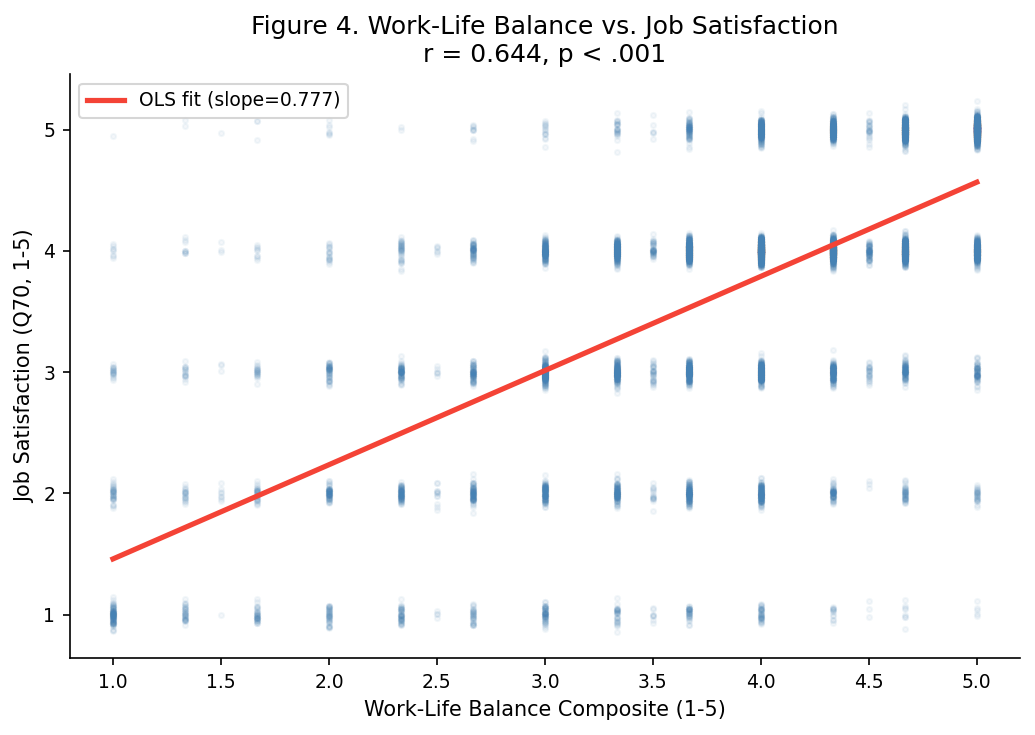 Figure 4. Work-Life Balance vs. Job Satisfaction
r = 0.644, p < .001
OLS fit (slope=0.777)
Job Satisfaction (Q70, 1-5)
5
4
3
2
1
1.0 1.5 2.0 2.5 3.0 3.5 4.0 4.5 5.0
Work-Life Balance Composite (1-5)